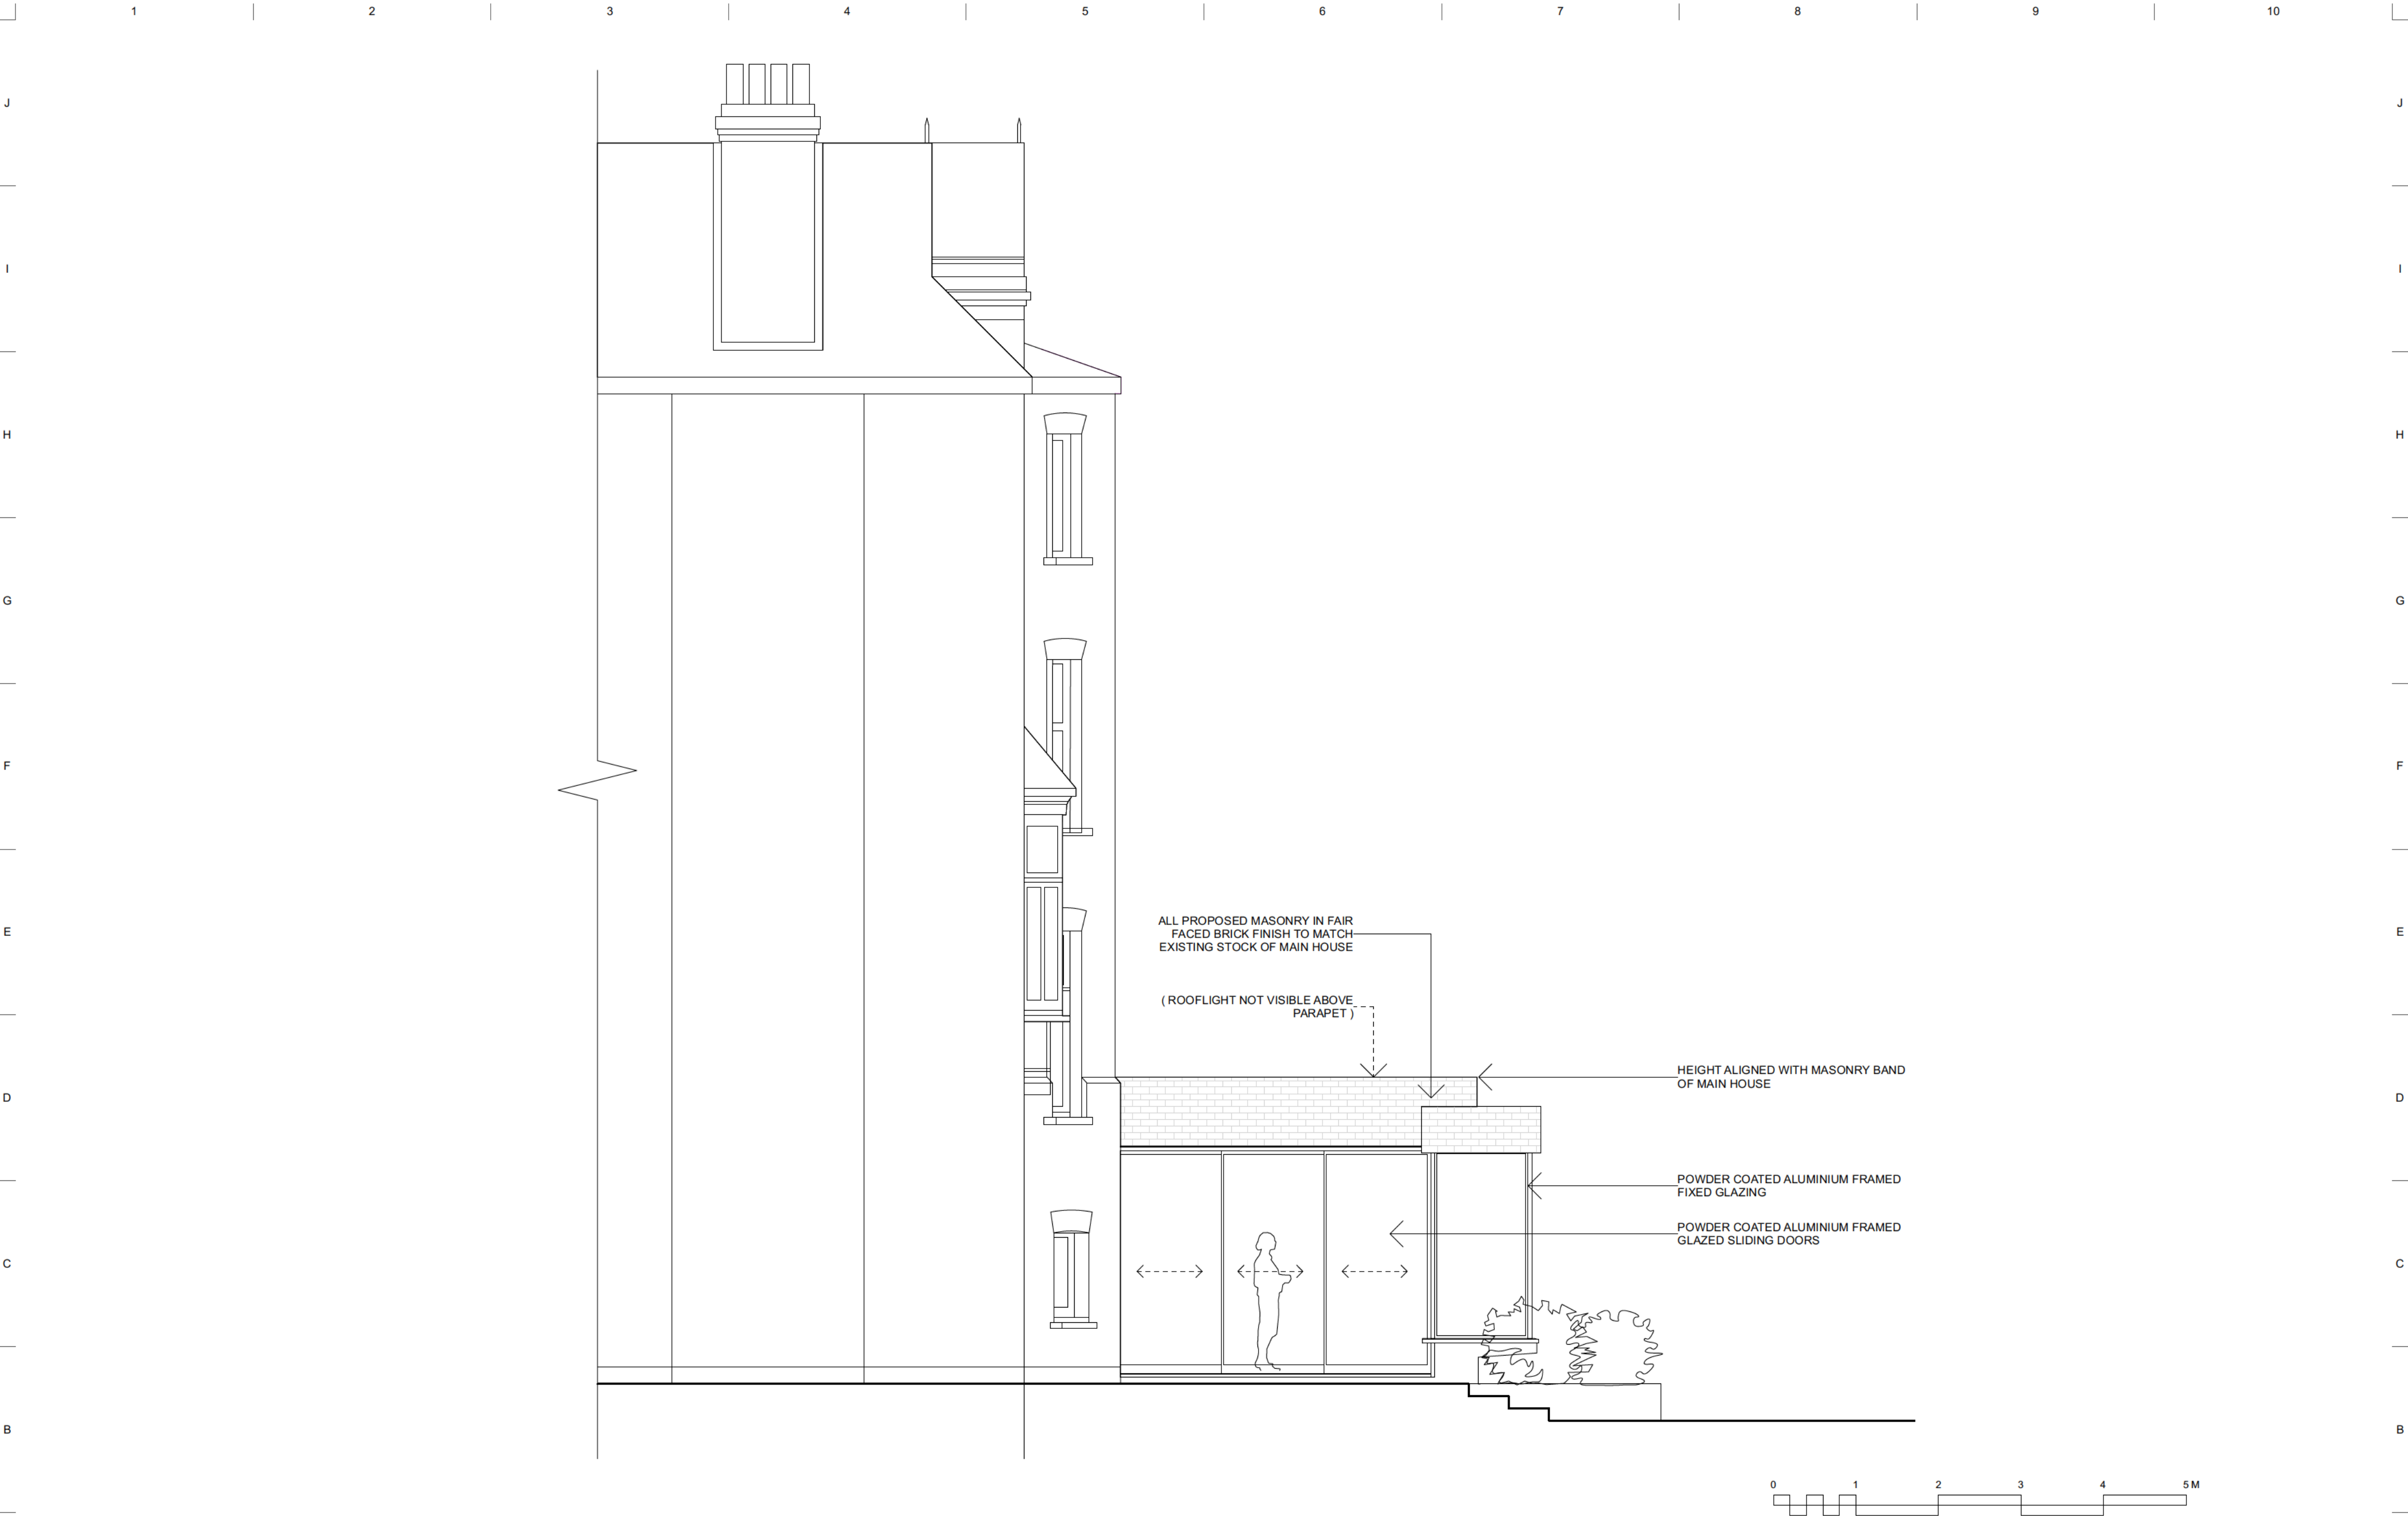 1 2 3 4 5 6 7 8 9 10
J J
I I
H H
G G
F F
E E
ALL PROPOSED MASONRY IN FAIR
FACED BRICK FINISH TO MATCH
EXISTING STOCK OF MAIN HOUSE
( ROOFLIGHT NOT VISIBLE ABOVE
PARAPET )
HEIGHT ALIGNED WITH MASONRY BAND
OF MAIN HOUSE
D D
POWDER COATED ALUMINIUM FRAMED
FIXED GLAZING
POWDER COATED ALUMINIUM FRAMED
GLAZED SLIDING DOORS
C C
B B
0 1 2 3 4 5 M